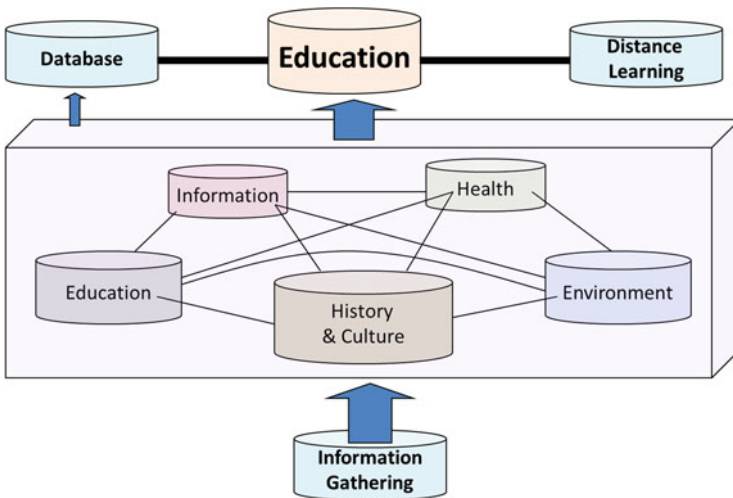 Database
Education
Distance
Learning
Information
Health
Education
History
& Culture
Environment
Information
Gathering